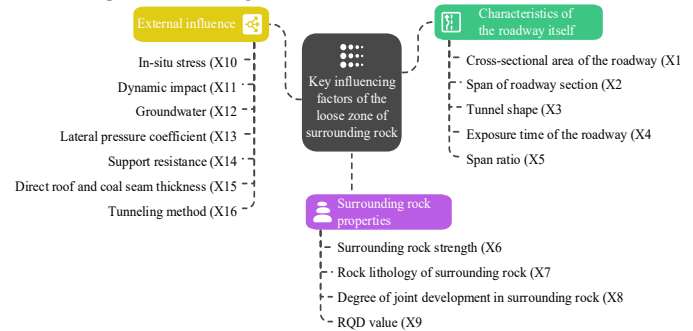 External influence
In-situ stress (X10
Dynamic impact (X11
Groundwater (X12
Lateral pressure coefficient (X13
Support resistance (X14
Direct roof and coal seam thickness (X15
Tunneling method (X16
Key influencing
factors of the
loose zone of
surrounding rock
Characteristics of
the roadway itself
Cross-sectional area of the roadway (X1
Span of roadway section (X2
Tunnel shape (X3
Exposure time of the roadway (X4
Span ratio (X5
Surrounding rock
properties
Surrounding rock strength (X6
Rock lithology of surrounding rock (X7
Degree of joint development in surrounding rock (X8
RQD value (X9